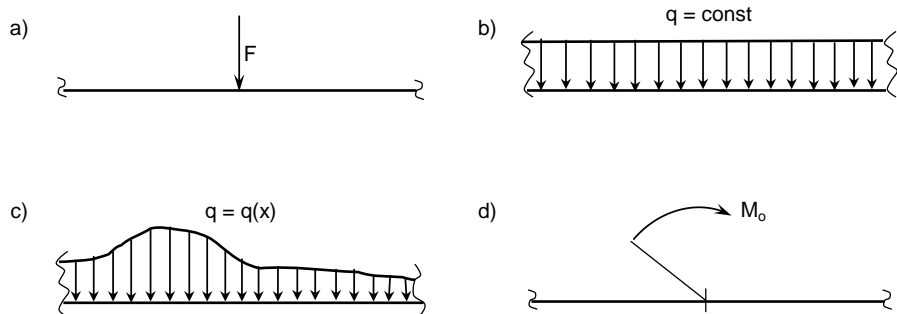 a)
F
b)
q = const
c)
q = q(x)
d)
Mₒ